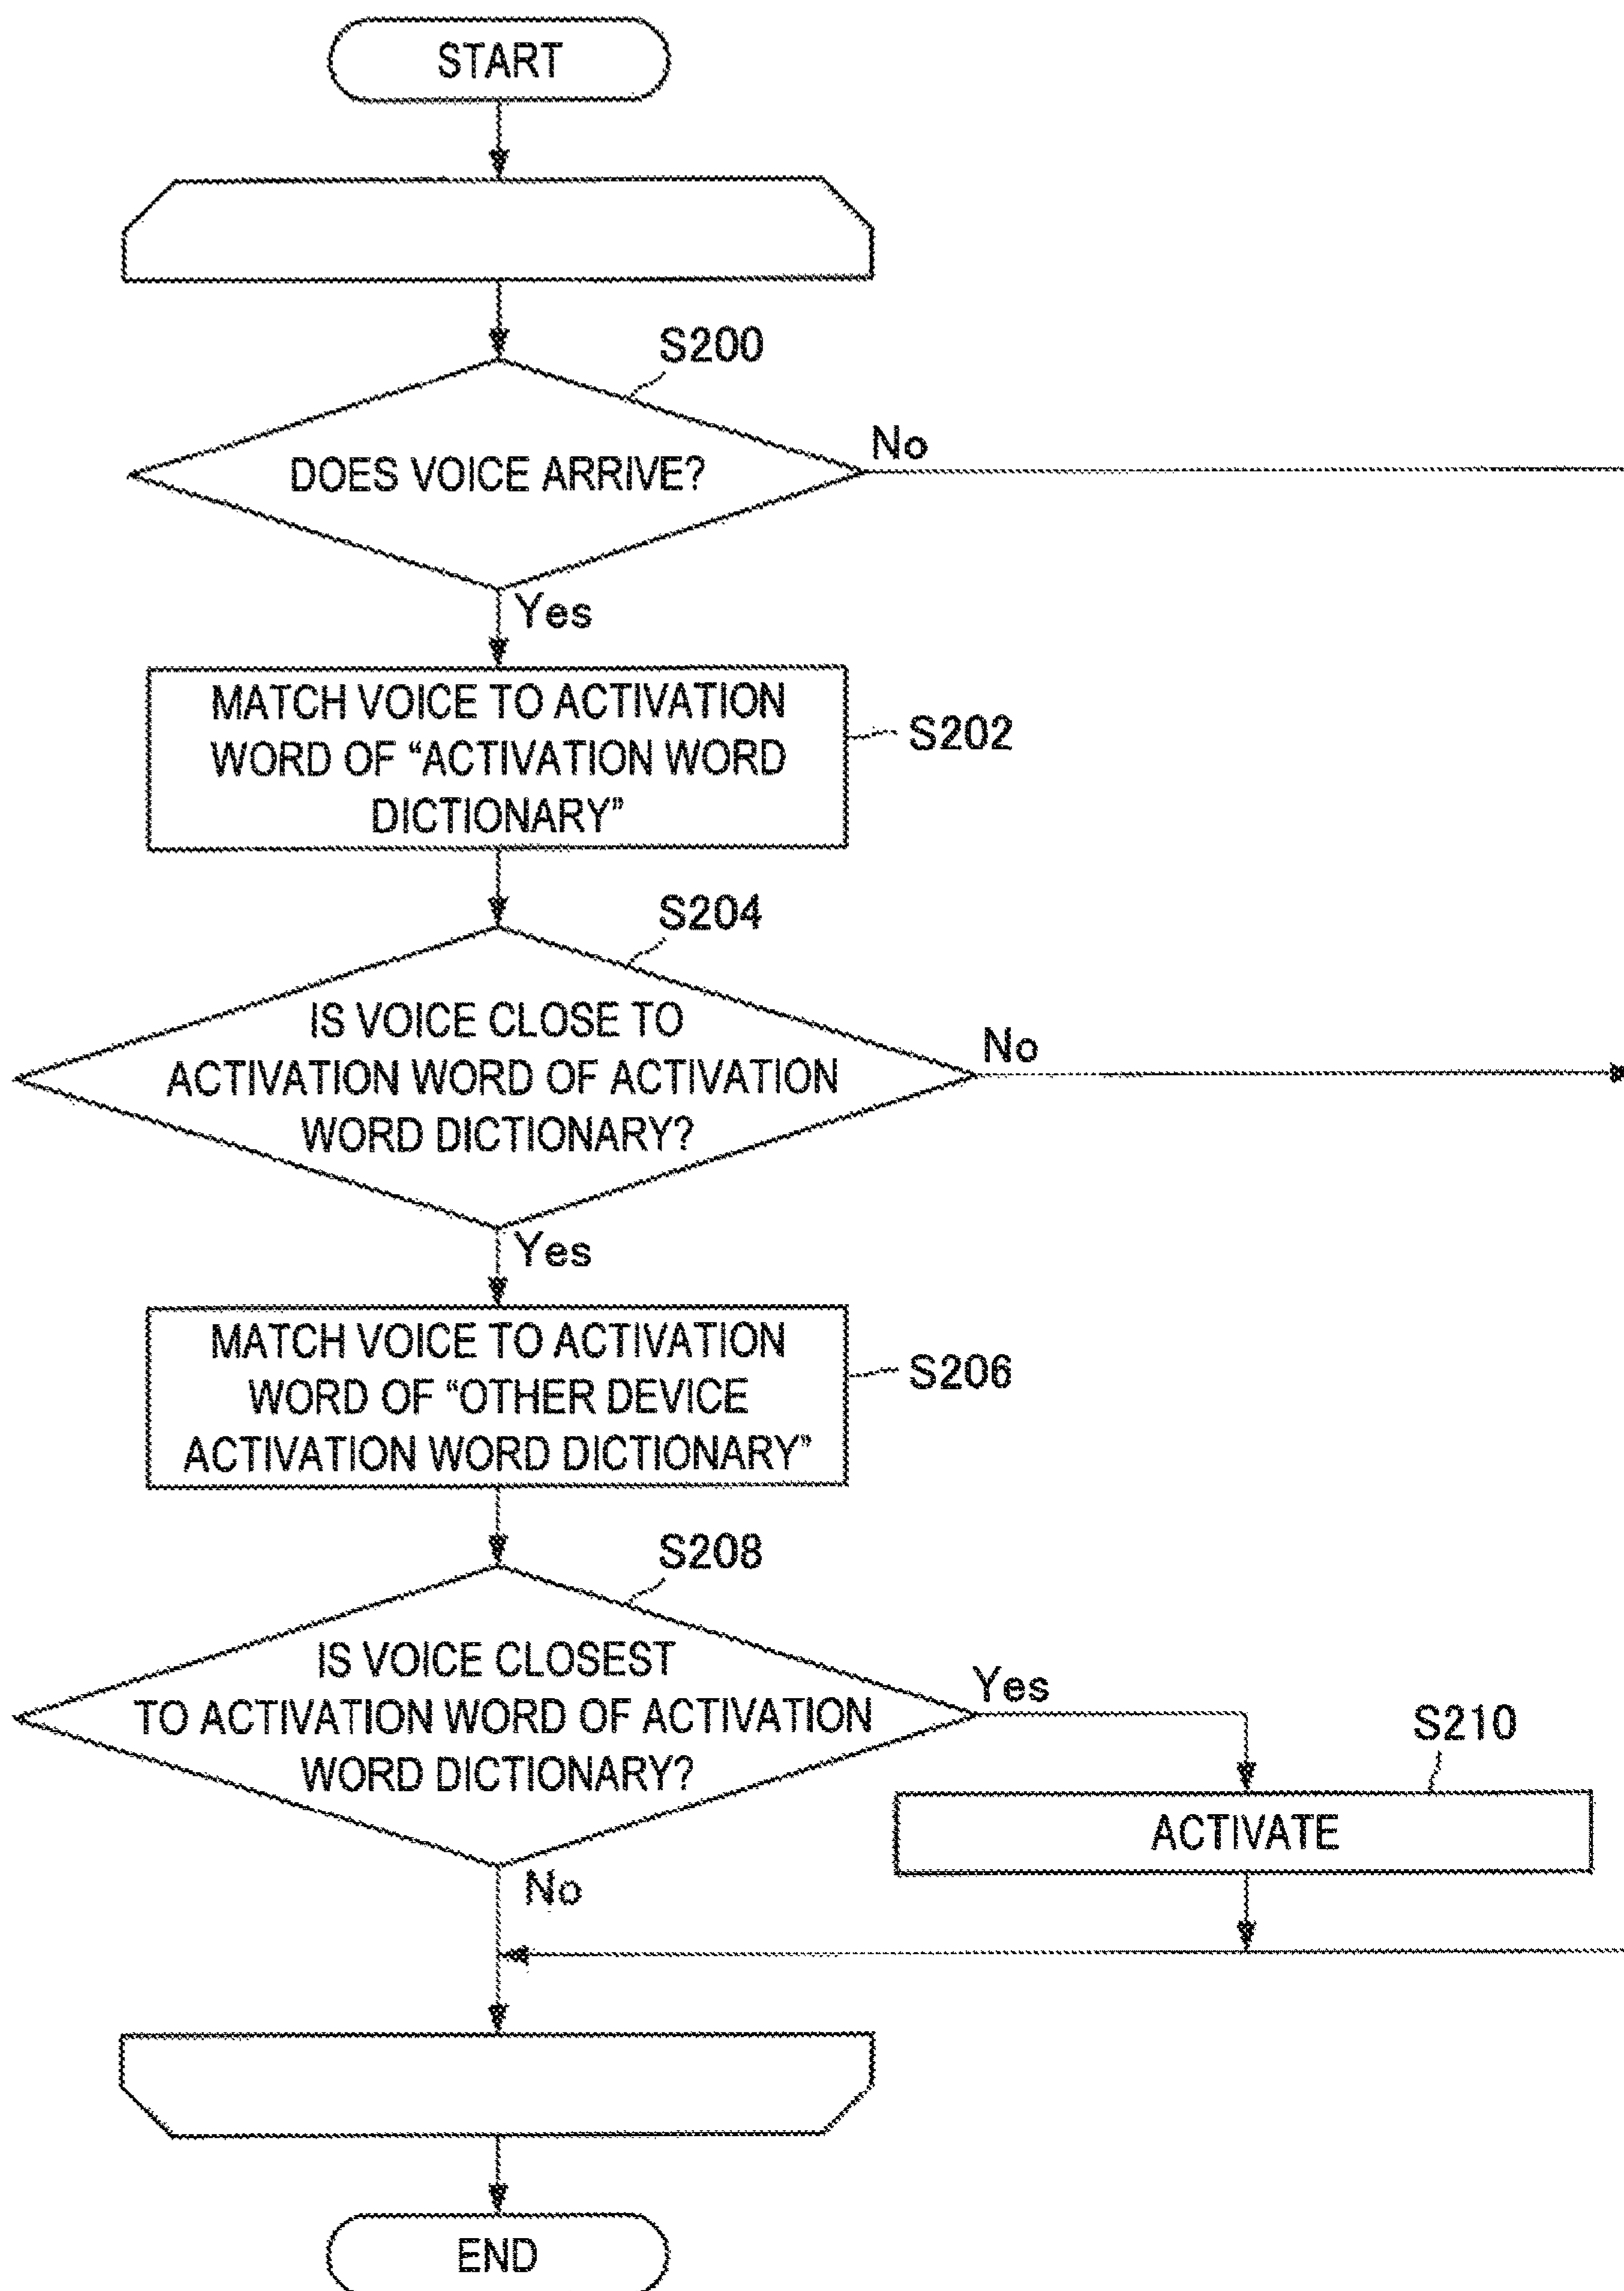 START
S200
DOES VOICE ARRIVE?
No
Yes
MATCH VOICE TO ACTIVATION
WORD OF “ACTIVATION WORD
DICTIONARY”
S202
S204
IS VOICE CLOSE TO
ACTIVATION WORD OF ACTIVATION
WORD DICTIONARY?
No
Yes
MATCH VOICE TO ACTIVATION
WORD OF “OTHER DEVICE
ACTIVATION WORD DICTIONARY”
S206
S208
IS VOICE CLOSEST
TO ACTIVATION WORD OF ACTIVATION
WORD DICTIONARY?
Yes
S210
ACTIVATE
No
END